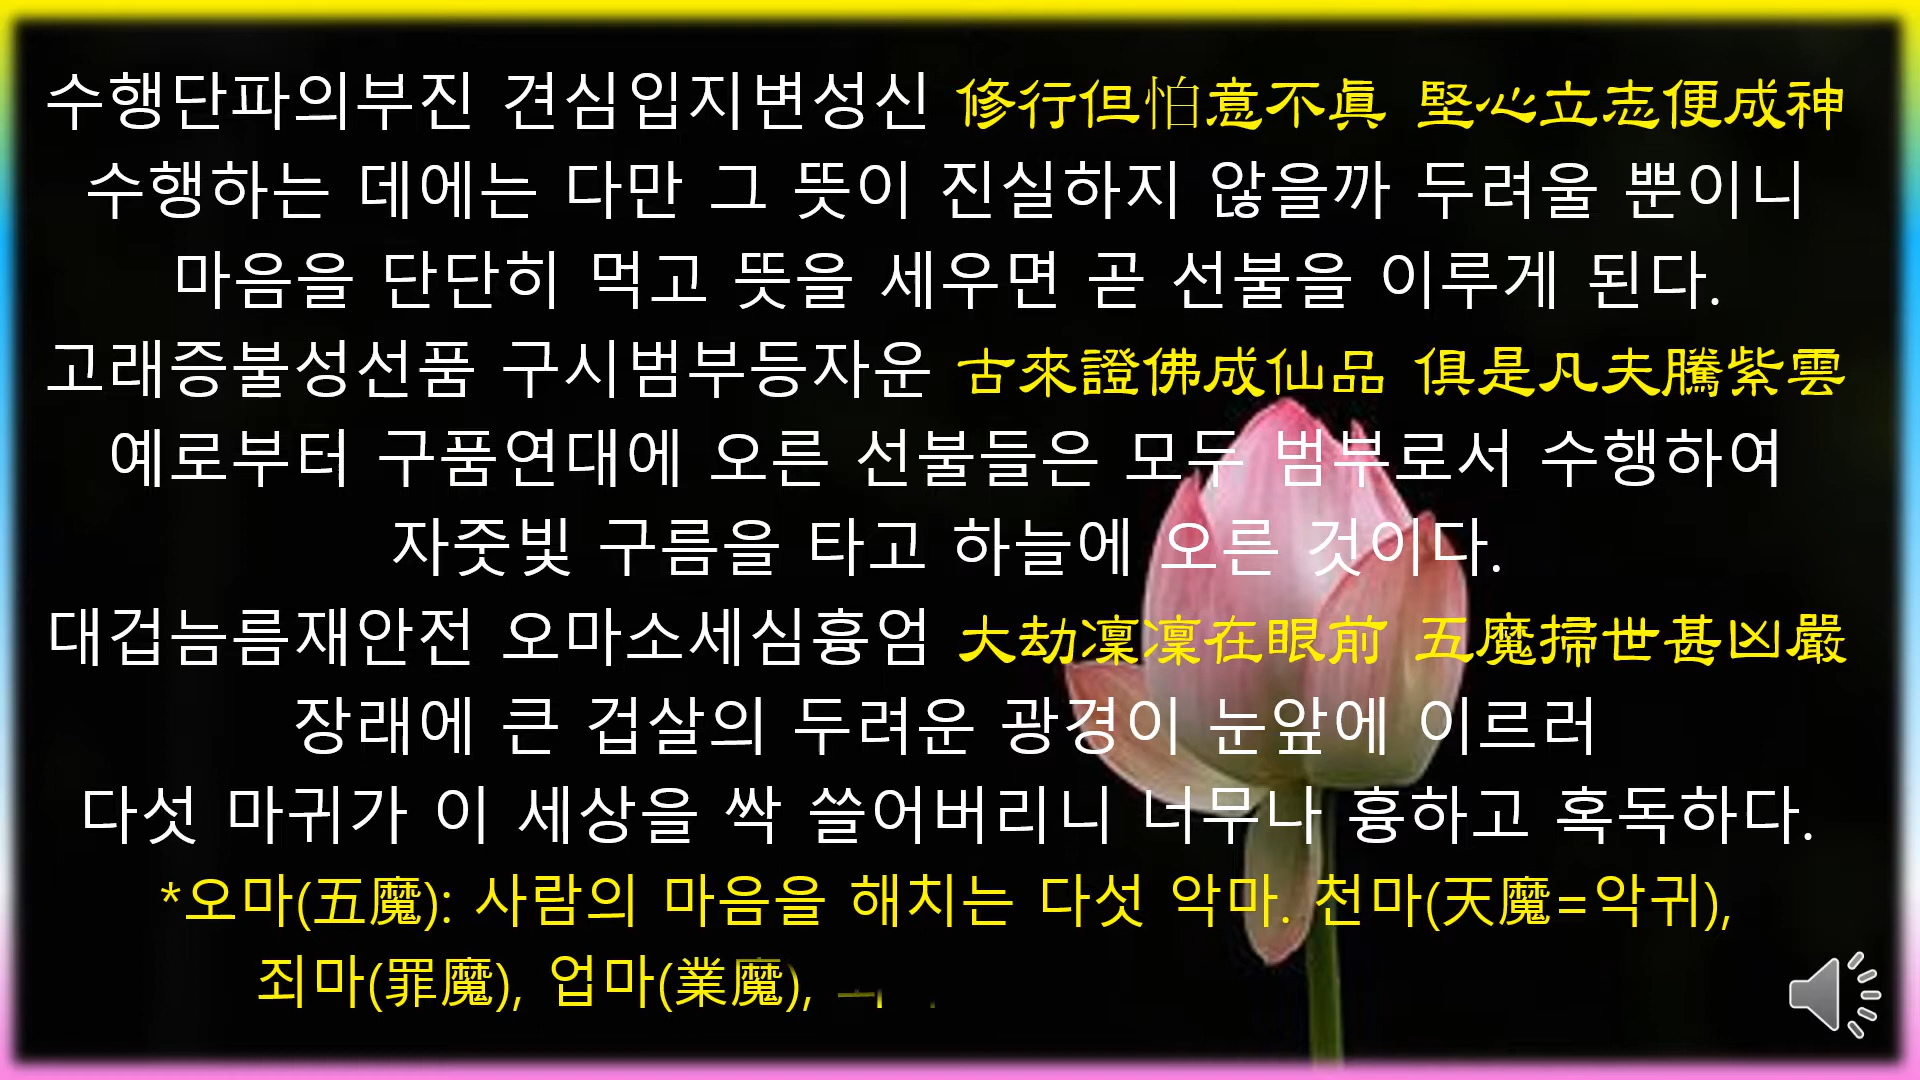 수행단파의부진 견심입지변성신 修行但怕意不眞 堅心立志便成神
수행하는 데에는 다만 그 뜻이 진실하지 않을까 두려울 뿐이니
마음을 단단히 먹고 뜻을 세우면 곧 선불을 이루게 된다.
고래증불성선품 구시범부등자운 古來證佛成仙品 俱是凡夫騰紫雲
예로부터 구품연대에 오른 선불들은 모두 범부로서 수행하여
자줏빛 구름을 타고 하늘에 오른 것이다.
대겁늠름재안전 오마소세심흉엄 大劫凜凜在眼前 五魔掃世甚凶嚴
장래에 큰 겁살의 두려운 광경이 눈앞에 이르러
다섯 마귀가 이 세상을 싹 쓸어버리니 너무나 흉하고 혹독하다.
*오마(五魔): 사람의 마음을 해치는 다섯 악마. 천마(天魔=악귀),
죄마(罪魔), 업마(業魔),